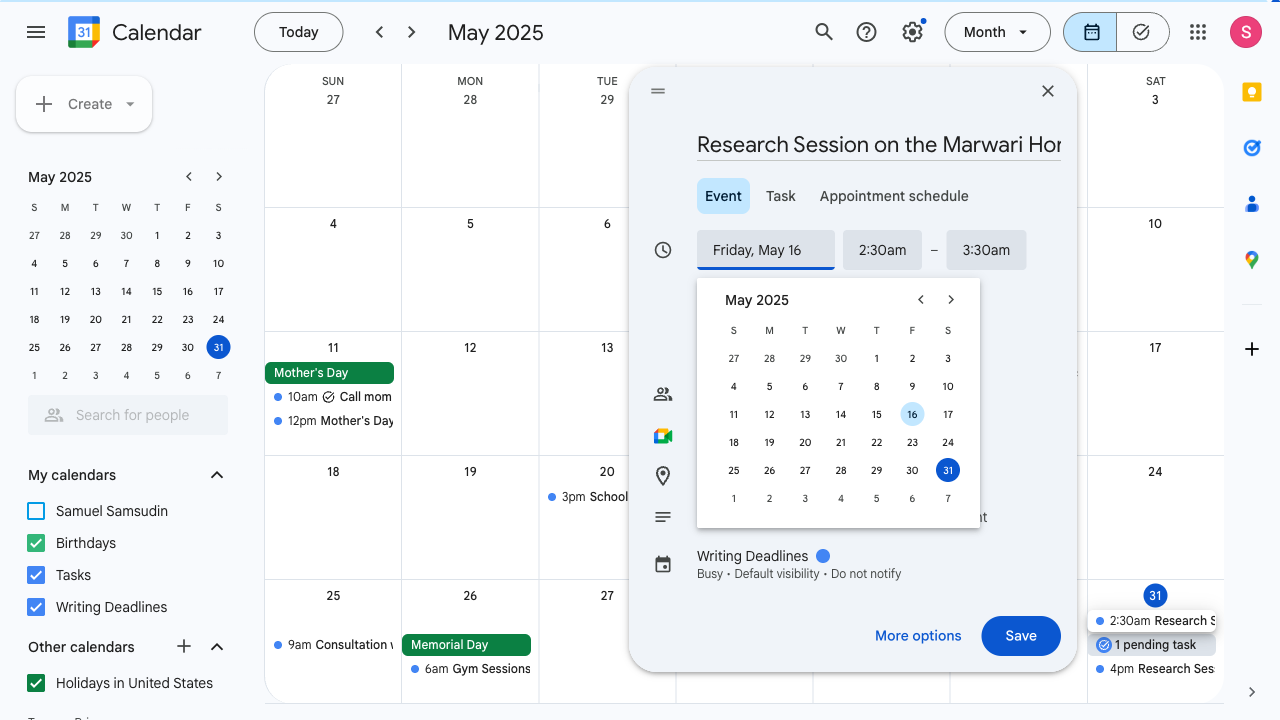 31 Calendar Today May 2025 Month S
Create
May 2025
S M T W T F S
27 28 29 30 1 2 3
4 5 6 7 8 9 10
11 12 13 14 15 16 17
18 19 20 21 22 23 24
25 26 27 28 29 30 31
1 2 3 4 5 6 7
Search for people
My calendars
Samuel Samsudin
Birthdays
Tasks
Writing Deadlines
Other calendars
Holidays in United States
SUN MON TUE SAT
27 28 29 3
4 5 6 10
11 12 13 17
Mother's Day
10am Call mom
12pm Mother's Day
18 19 20 24
3pm School
25 26 27 31
9am Consultation
Memorial Day
6am Gym Sessions
2:30am Research S
1 pending task
4pm Research Ses
Research Session on the Marwari Hor
Event Task Appointment schedule
Friday, May 16 2:30am – 3:30am
May 2025
S M T W T F S
27 28 29 30 1 2 3
4 5 6 7 8 9 10
11 12 13 14 15 16 17
18 19 20 21 22 23 24
25 26 27 28 29 30 31
1 2 3 4 5 6 7
Writing Deadlines
Busy • Default visibility • Do not notify
More options Save